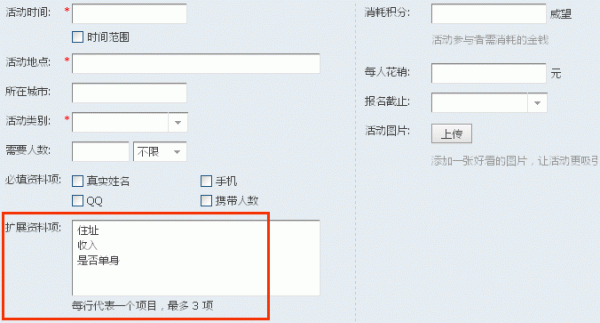 活动时间: *
时间范围
活动地点: *
所在城市:
活动类别: *
需要人数: 不限
必填资料项: 真实姓名 手机
QQ 携带人数
扩展资料项: 住址
收入
是否单身
每行代表一个项目，最多 3 项
消耗积分: 威望
活动参与者需消耗的金钱
每人花销: 元
报名截止:
活动图片: 上传
添加一张好看的图片，让活动更吸引